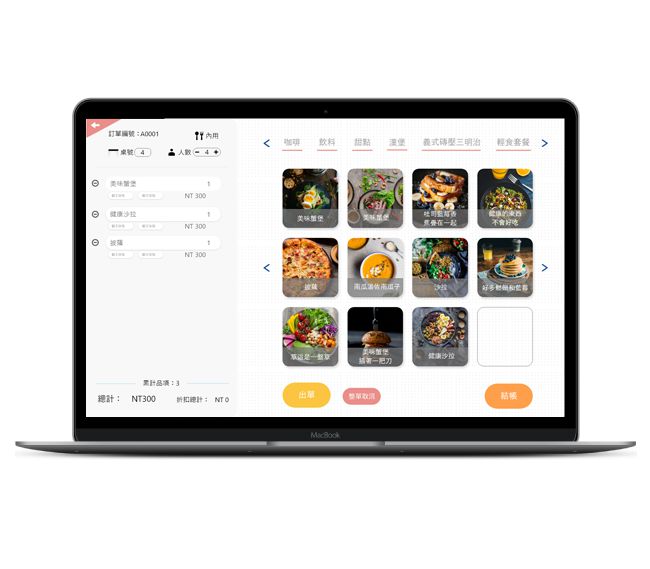 訂單編號：A0001
內用
桌號 4
人數 - 4 +
美味蟹堡 1
NT 300
健康沙拉 1
NT 300
披薩 1
NT 300
累計品項：3
總計： NT300 折扣總計： NT 0
咖啡 飲料 甜點 漢堡 義式磚壓三明治 輕食套餐
美味蟹堡
美味蟹堡
吐司藍莓香
蕉疊在一起
健康的東西
不會好吃
披薩
南瓜湯佐南瓜子
沙拉
好多鬆餅和藍莓
草還是一盤草
美味蟹堡
插著一把刀
健康沙拉
出單
整單取消
結帳
MacBook